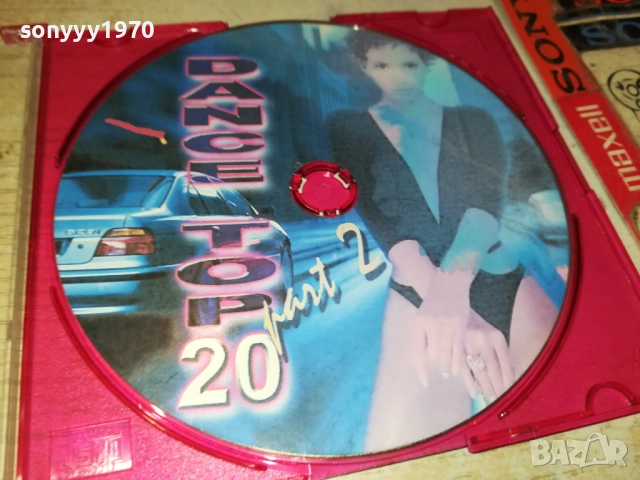 sonyyy1970
DANCE TOP
20
part 2
SONY
maxell
BAZAR